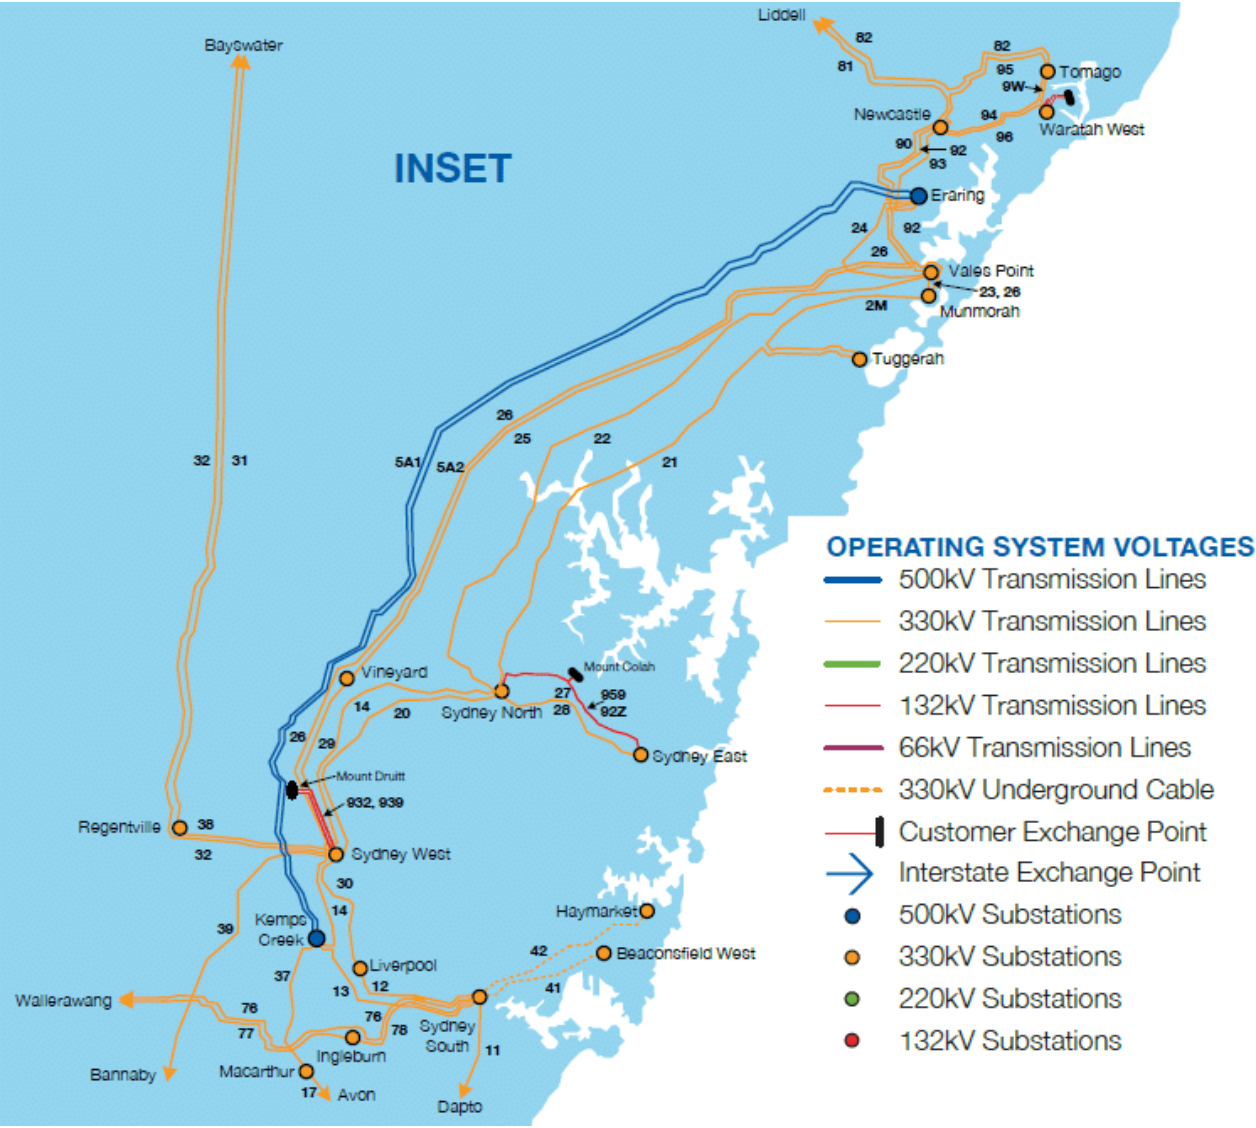 Liddell
Bayswater
82
82
81
95
Tomago
9W
Newcastle
94
Waratah West
96
90
92
93
INSET
Eraring
24
92
26
Vales Point
23, 26
2M
Munmorah
Tuggerah
26
25
22
21
32
31
5A1
5A2
OPERATING SYSTEM VOLTAGES
500kV Transmission Lines
330kV Transmission Lines
220kV Transmission Lines
132kV Transmission Lines
66kV Transmission Lines
330kV Underground Cable
Customer Exchange Point
Interstate Exchange Point
500kV Substations
330kV Substations
220kV Substations
132kV Substations
Vineyard
Mount Colah
14
20
Sydney North
27
959
28
92Z
26
29
Sydney East
Mount Druitt
932, 939
Regentville
38
32
Sydney West
30
14
Kemps
Creek
39
Haymarket
42
Beaconsfield West
41
Liverpool
37
13
12
Wallerawang
76
77
76
78
Sydney
South
Ingleburn
11
Bannaby
Macarthur
17
Avon
Dapto